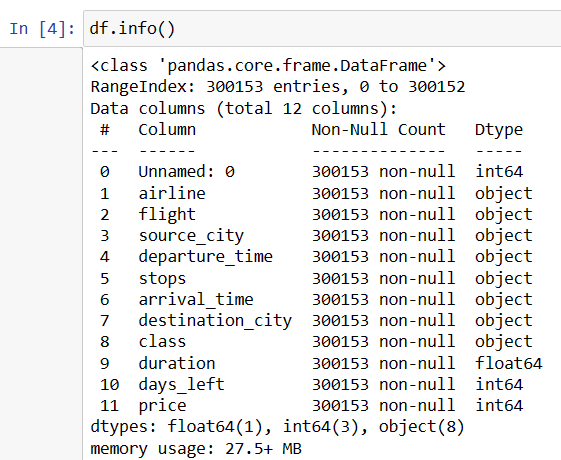 In [4]: df.info()
<class 'pandas.core.frame.DataFrame'>
RangeIndex: 300153 entries, 0 to 300152
Data columns (total 12 columns):
 #   Column            Non-Null Count   Dtype
---  ------            --------------   -----
 0   Unnamed: 0        300153 non-null  int64
 1   airline           300153 non-null  object
 2   flight            300153 non-null  object
 3   source_city       300153 non-null  object
 4   departure_time    300153 non-null  object
 5   stops             300153 non-null  object
 6   arrival_time      300153 non-null  object
 7   destination_city  300153 non-null  object
 8   class             300153 non-null  object
 9   duration          300153 non-null  float64
 10  days_left         300153 non-null  int64
 11  price             300153 non-null  int64
dtypes: float64(1), int64(3), object(8)
memory usage: 27.5+ MB